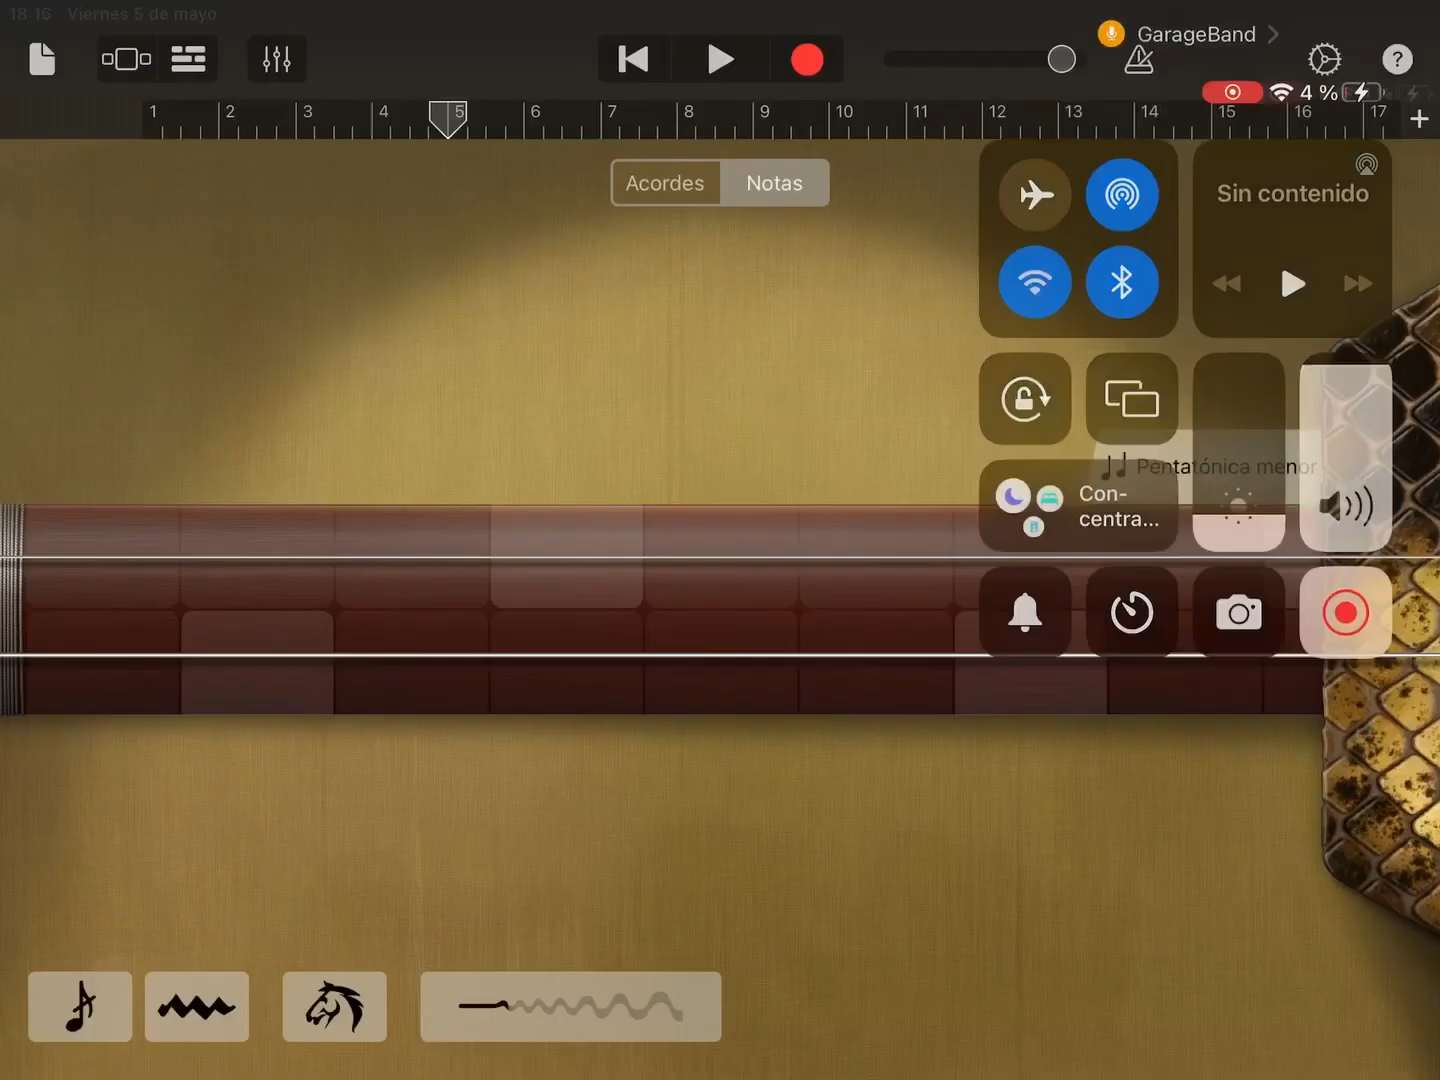 18:16 Viernes 5 de mayo
GarageBand
?
4 %
1 2 3 4 5 6 7 8 9 10 11 12 13 14 15 16 17
Acordes Notas
Sin contenido
Pentatónica menor
Con-
centra...